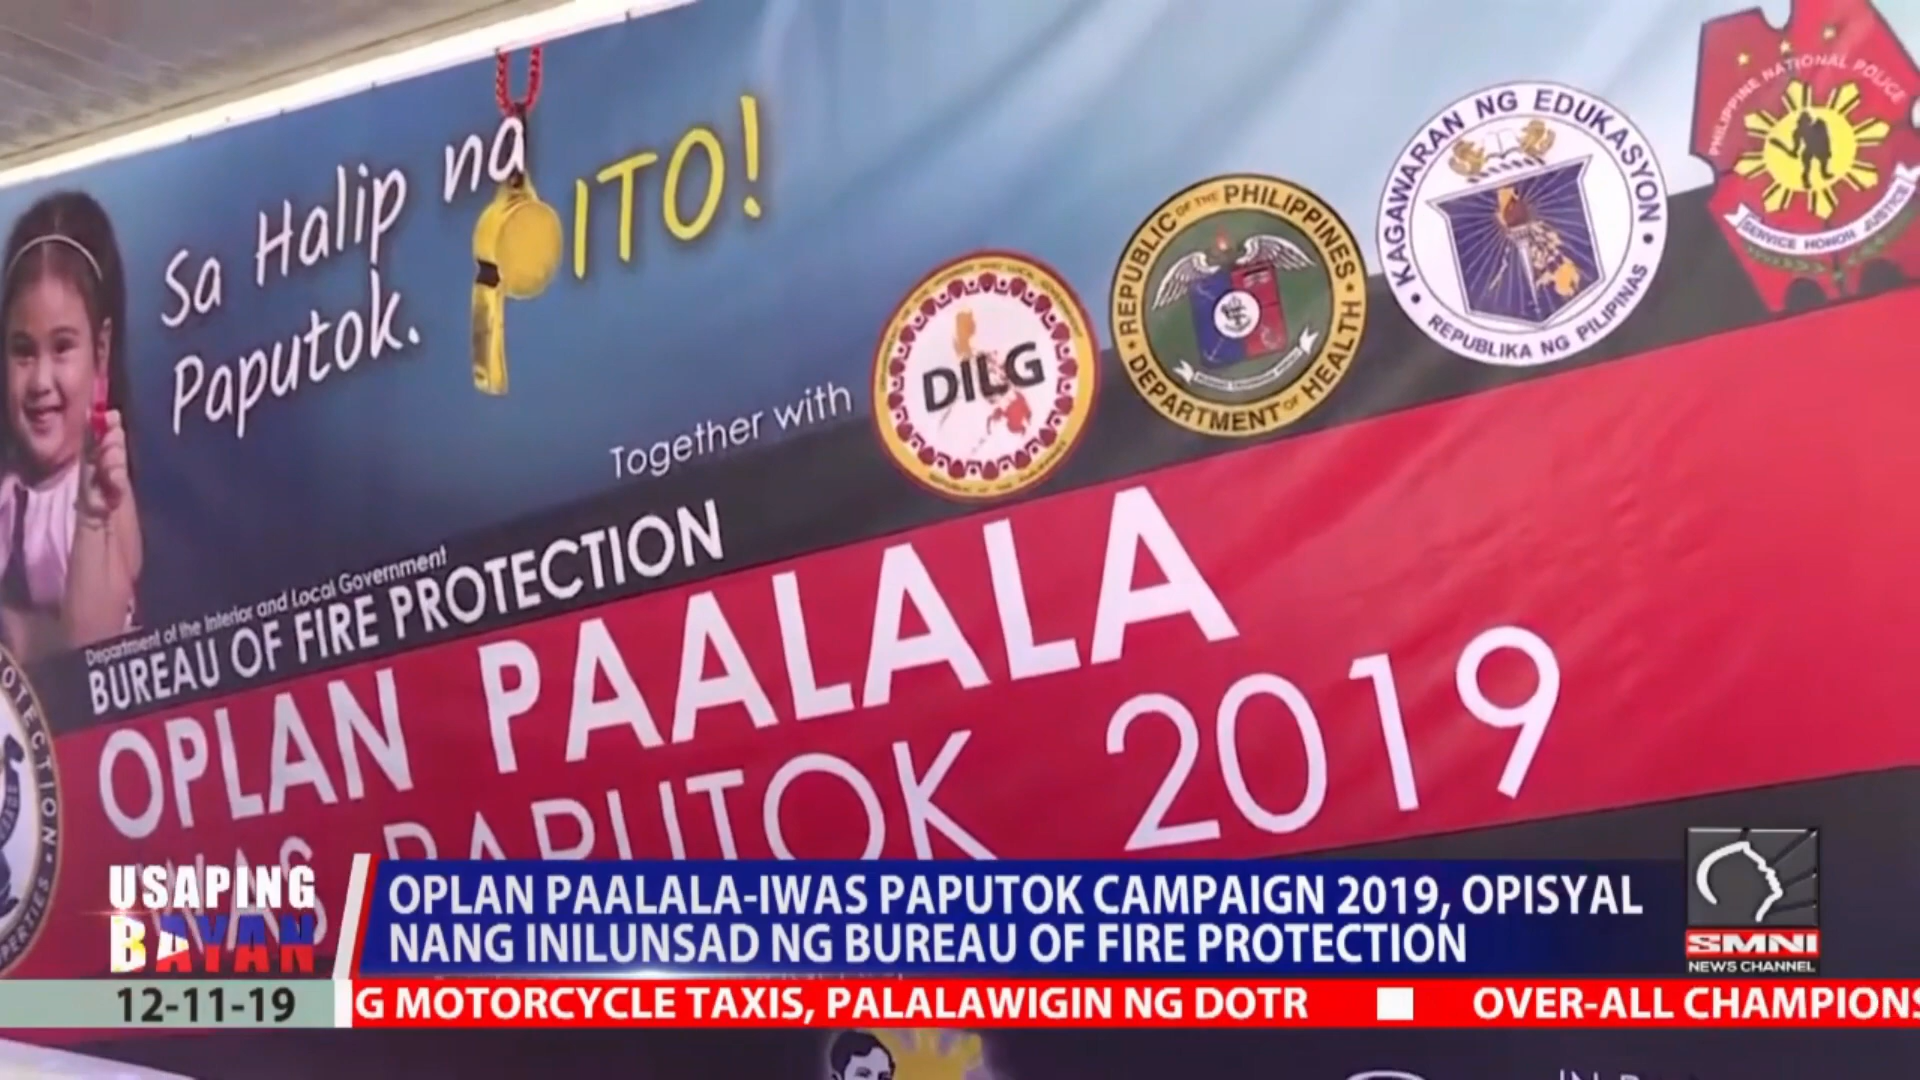 Sa Halip na
Paputok.
PITO!
Together with
DILG
REPUBLIC OF THE PHILIPPINES
DEPARTMENT OF HEALTH
KAGAWARAN NG EDUKASYON
REPUBLIKA NG PILIPINAS
PHILIPPINE NATIONAL POLICE
SERVICE HONOR JUSTICE
Department of the Interior and Local Government
BUREAU OF FIRE PROTECTION
OPLAN PAALALA
IWAS PAPUTOK 2019
USAPING
BAYAN
OPLAN PAALALA-IWAS PAPUTOK CAMPAIGN 2019, OPISYAL
NANG INILUNSAD NG BUREAU OF FIRE PROTECTION
SMNI
NEWS CHANNEL
12-11-19
G MOTORCYCLE TAXIS, PALALAWIGIN NG DOTR
OVER-ALL CHAMPIONS